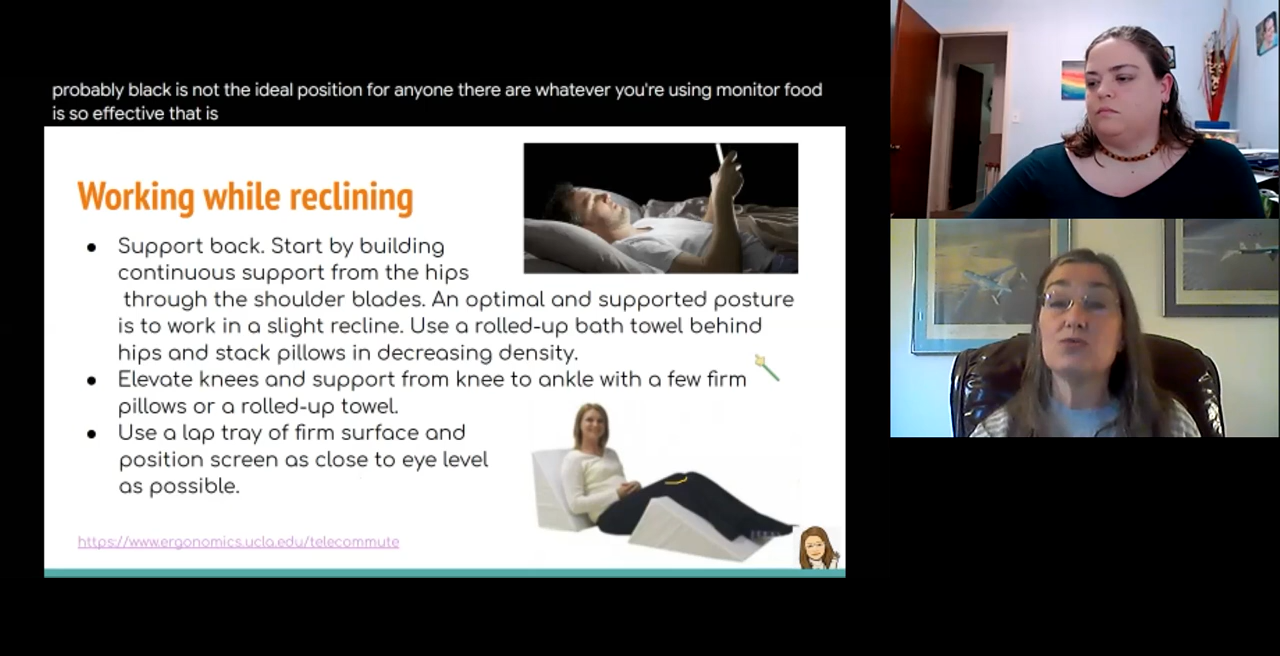 probably black is not the ideal position for anyone there are whatever you're using monitor food
is so effective that is
Working while reclining
● Support back. Start by building
continuous support from the hips
through the shoulder blades. An optimal and supported posture
is to work in a slight recline. Use a rolled-up bath towel behind
hips and stack pillows in decreasing density.
● Elevate knees and support from knee to ankle with a few firm
pillows or a rolled-up towel.
● Use a lap tray of firm surface and
position screen as close to eye level
as possible.
https://www.ergonomics.ucla.edu/telecommute